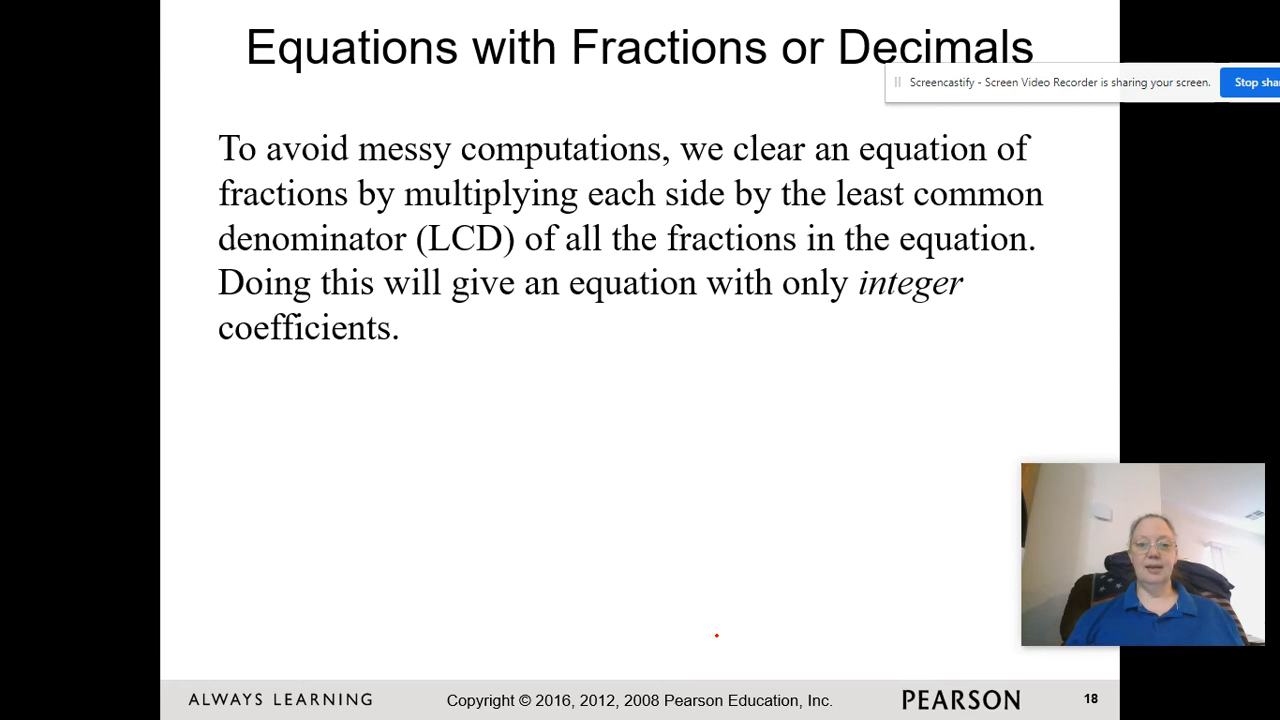 Equations with Fractions or Decimals
Screencastify - Screen Video Recorder is sharing your screen.
Stop sha
To avoid messy computations, we clear an equation of
fractions by multiplying each side by the least common
denominator (LCD) of all the fractions in the equation.
Doing this will give an equation with only integer
coefficients.
ALWAYS LEARNING
Copyright © 2016, 2012, 2008 Pearson Education, Inc.
PEARSON
18